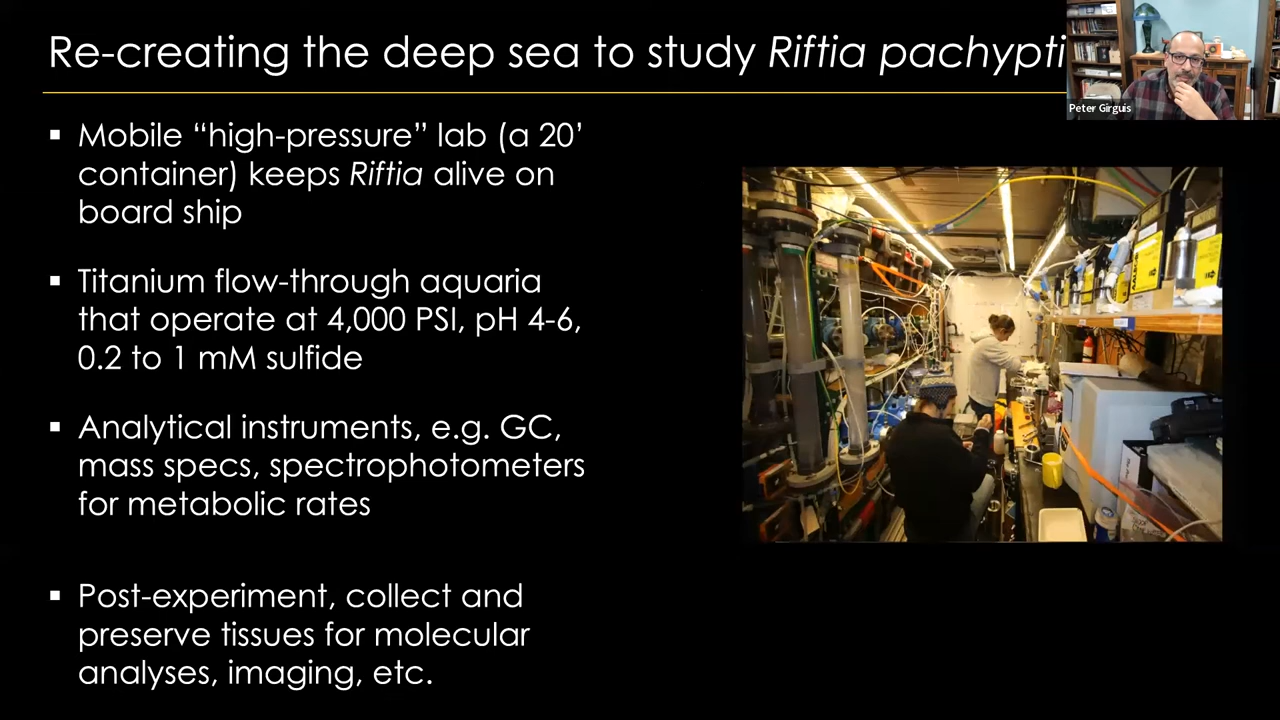 Re-creating the deep sea to study Riftia pachypti
Peter Girguis
▪ Mobile “high-pressure” lab (a 20’
container) keeps Riftia alive on
board ship
▪ Titanium flow-through aquaria
that operate at 4,000 PSI, pH 4-6,
0.2 to 1 mM sulfide
▪ Analytical instruments, e.g. GC,
mass specs, spectrophotometers
for metabolic rates
▪ Post-experiment, collect and
preserve tissues for molecular
analyses, imaging, etc.